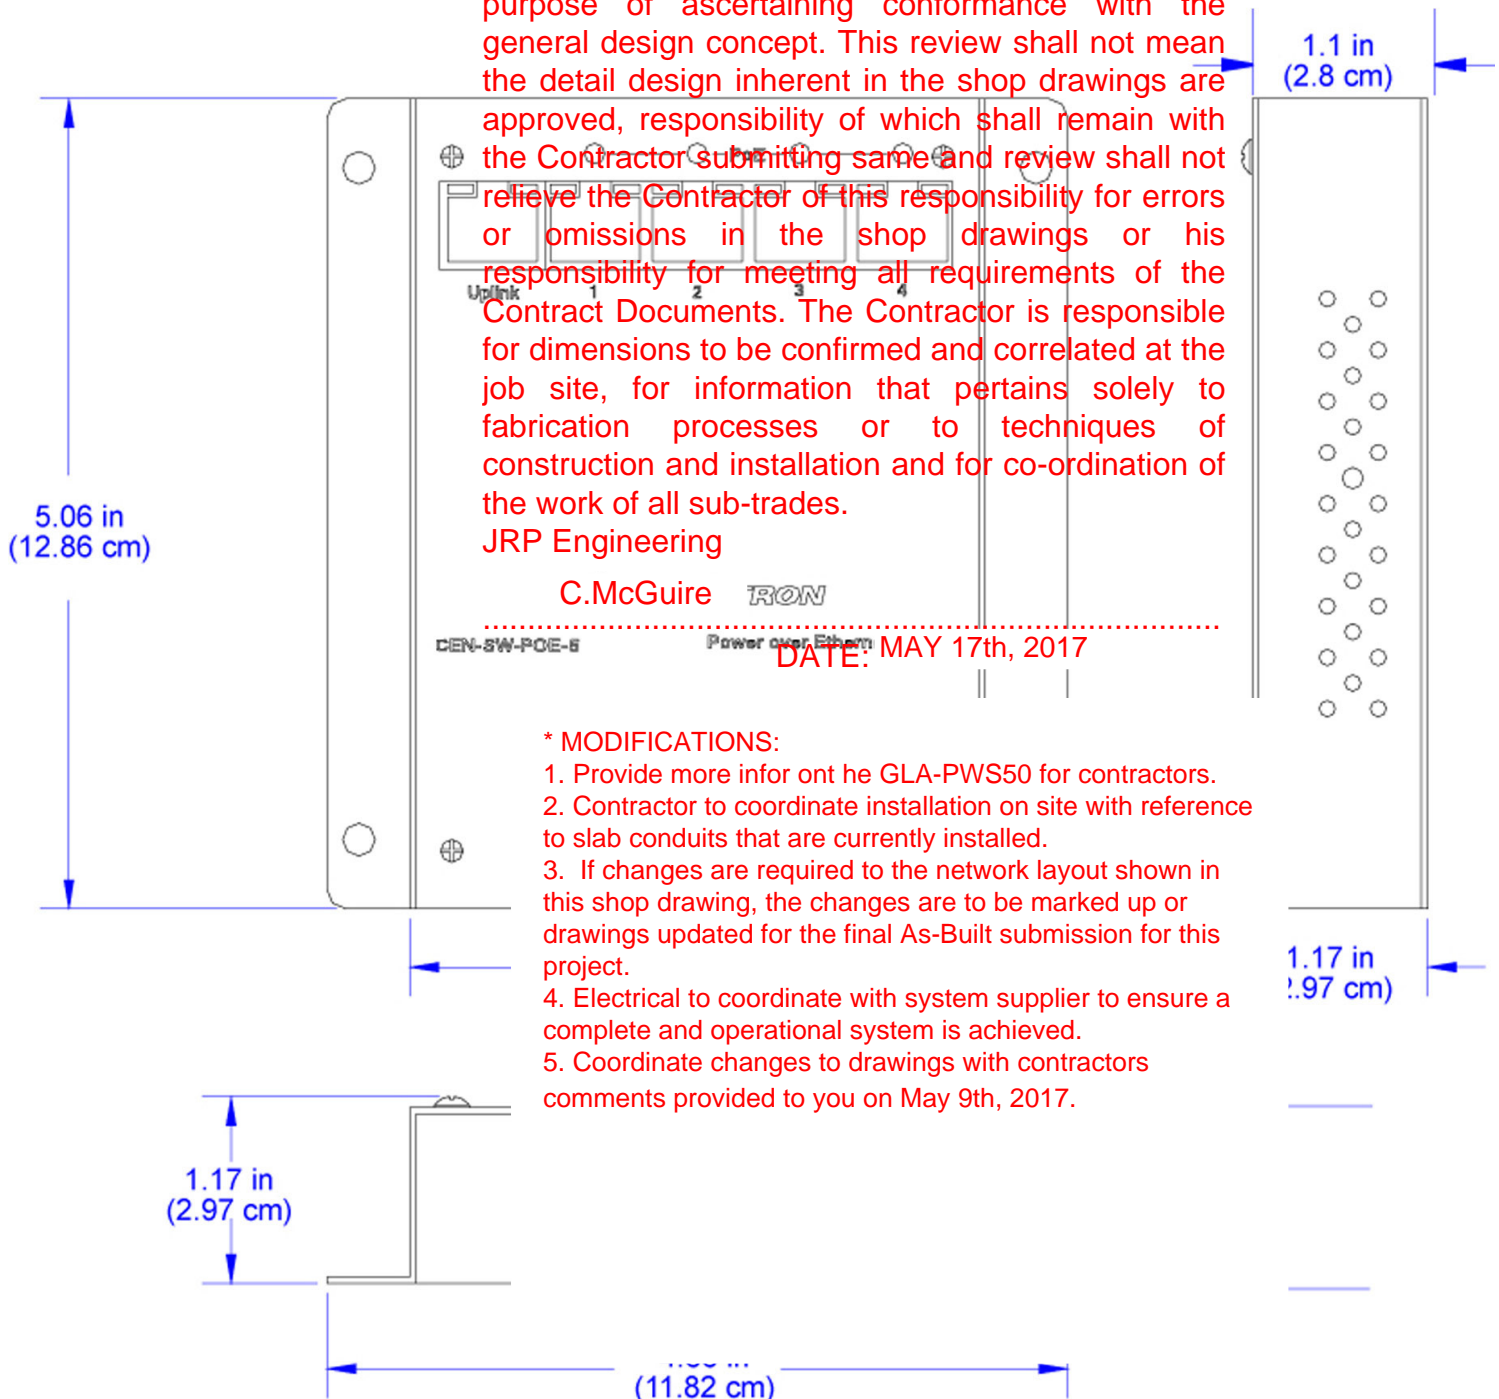 purpose of ascertaining conformance with the
general design concept. This review shall not mean
the detail design inherent in the shop drawings are
approved, responsibility of which shall remain with
the Contractor submitting same and review shall not
relieve the Contractor of this responsibility for errors
or omissions in the shop drawings or his
responsibility for meeting all requirements of the
Contract Documents. The Contractor is responsible
for dimensions to be confirmed and correlated at the
job site, for information that pertains solely to
fabrication processes or to techniques of
construction and installation and for co-ordination of
the work of all sub-trades.
JRP Engineering
C.McGuire
DATE: MAY 17th, 2017
* MODIFICATIONS:
1. Provide more infor ont he GLA-PWS50 for contractors.
2. Contractor to coordinate installation on site with reference
to slab conduits that are currently installed.
3. If changes are required to the network layout shown in
this shop drawing, the changes are to be marked up or
drawings updated for the final As-Built submission for this
project.
4. Electrical to coordinate with system supplier to ensure a
complete and operational system is achieved.
5. Coordinate changes to drawings with contractors
comments provided to you on May 9th, 2017.
1.1 in
(2.8 cm)
PoE
Uplink 1 2 3 4
5.06 in
(12.86 cm)
RON
CEN-SW-POE-5
Power over Ethern
1.17 in
2.97 cm)
1.17 in
(2.97 cm)
(11.82 cm)